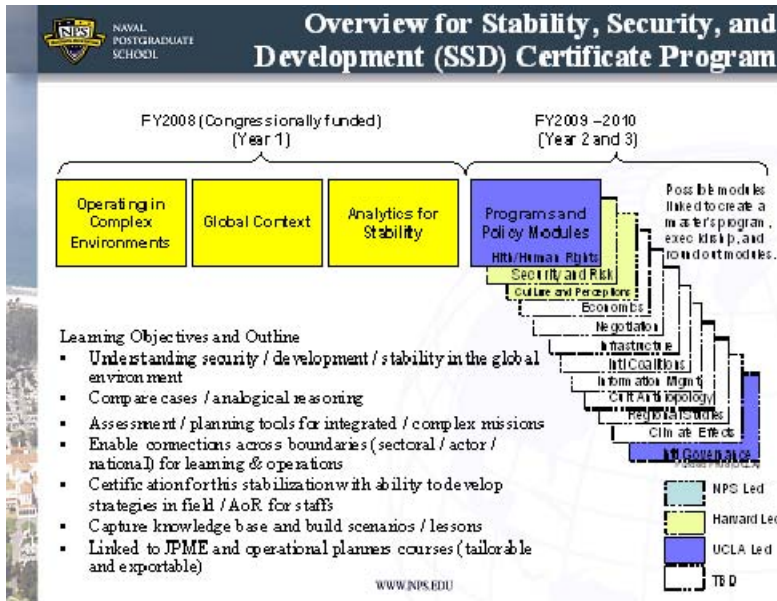 NPS
NAVAL
POSTGRADUATE
SCHOOL
Overview for Stability, Security, and
Development (SSD) Certificate Program
FY2008 (Congressionally funded)
(Year 1)
FY2009 –2010
(Year 2 and 3)
Operating in
Complex
Environments
Global Context
Analytics for
Stability
Programs and
Policy Modules
Hlth/Human Rights
Security and Risk
Culture and Perceptions
Economics
Negotiation
Infrastructure
Intl Coalitions
Information Mgmt
Cult Anthropology
Regional Studies
Climate Effects
Intl Governance
Possible modules
linked to create a
master's program,
exec ldrship, and
round out modules.
Learning Objectives and Outline
▪ Understanding security / development / stability in the global
environment
▪ Compare cases / analogical reasoning
▪ Assessment / planning tools for integrated / complex missions
▪ Enable connections across boundaries (sectoral / actor /
national) for learning & operations
▪ Certification for this stabilization with ability to develop
strategies in field / AoR for staffs
▪ Capture knowledge base and build scenarios / lessons
▪ Linked to JPME and operational planners courses (tailorable
and exportable)
NPS Led
Harvard Led
UCLA Led
TBD
WWW.NPS.EDU